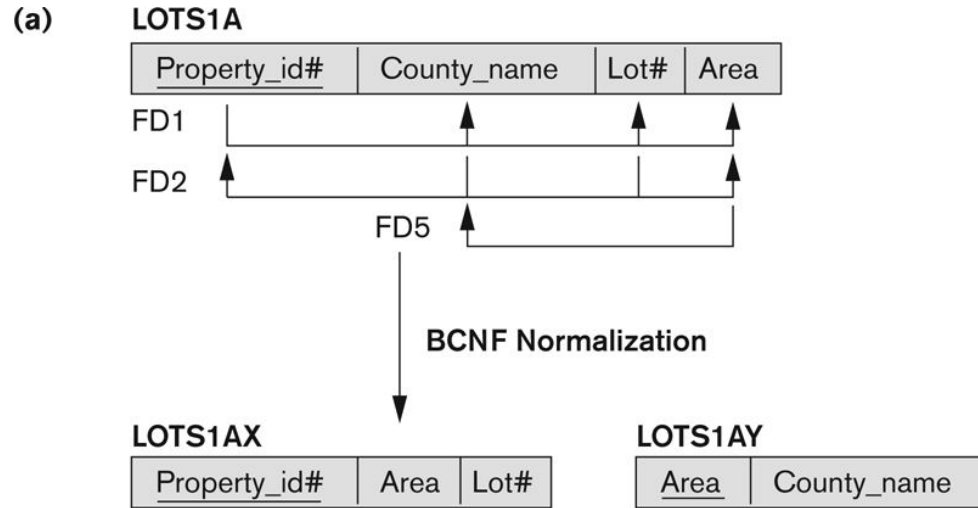 (a) LOTS1A
Property_id# County_name Lot# Area
FD1
FD2
FD5
BCNF Normalization
LOTS1AX LOTS1AY
Property_id# Area Lot# Area County_name